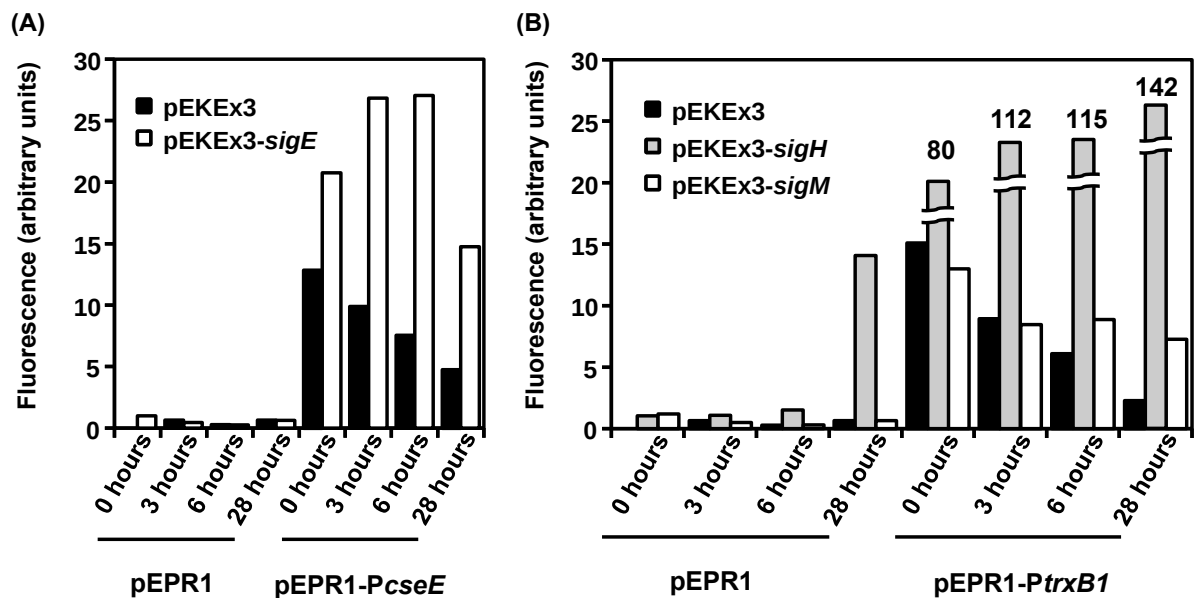 (A)
Fluorescence (arbitrary units)
30
25
20
15
10
5
0
pEKEx3
pEKEx3-sigE
0 hours
3 hours
6 hours
28 hours
0 hours
3 hours
6 hours
28 hours
pEPR1
pEPR1-PcseE
(B)
Fluorescence (arbitrary units)
30
25
20
15
10
5
0
pEKEx3
pEKEx3-sigH
pEKEx3-sigM
80
112
115
142
0 hours
3 hours
6 hours
28 hours
0 hours
3 hours
6 hours
28 hours
pEPR1
pEPR1-PtrxB1